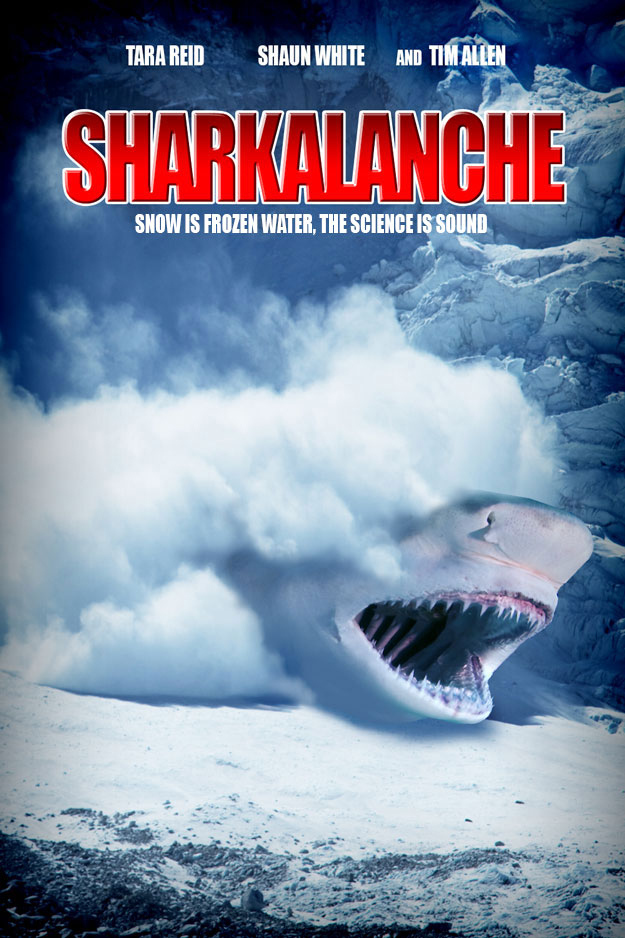 TARA REID SHAUN WHITE AND TIM ALLEN
SHARKALANCHE
SNOW IS FROZEN WATER, THE SCIENCE IS SOUND